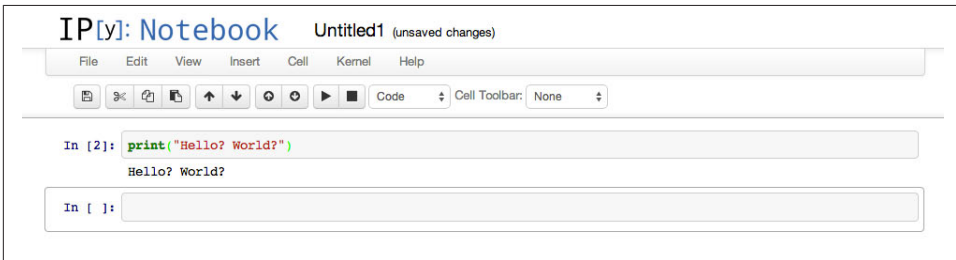 IP[y]: Notebook Untitled1 (unsaved changes)
File Edit View Insert Cell Kernel Help
Code Cell Toolbar: None
In [2]: print("Hello? World?")
Hello? World?
In [ ]: